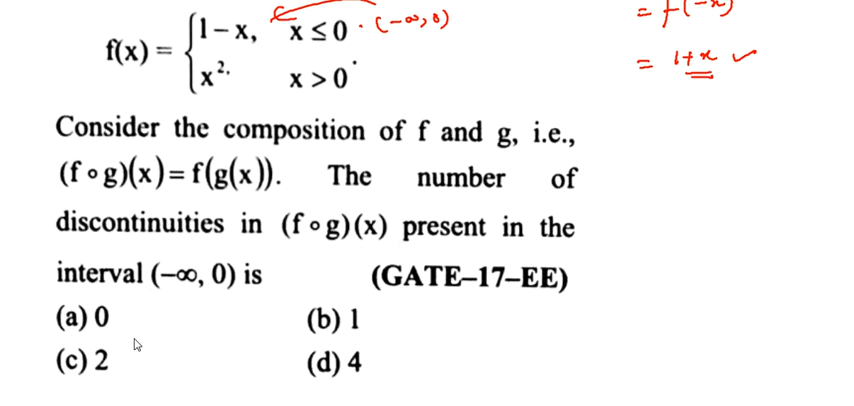 f(x) = { 1 – x, x ≤ 0 · (-∞, 0)
x², x > 0.
= f(-x)
= 1+x ✓
Consider the composition of f and g, i.e.,
(f ∘ g)(x) = f(g(x)). The number of
discontinuities in (f ∘ g)(x) present in the
interval (–∞, 0) is (GATE–17–EE)
(a) 0 (b) 1
(c) 2 (d) 4